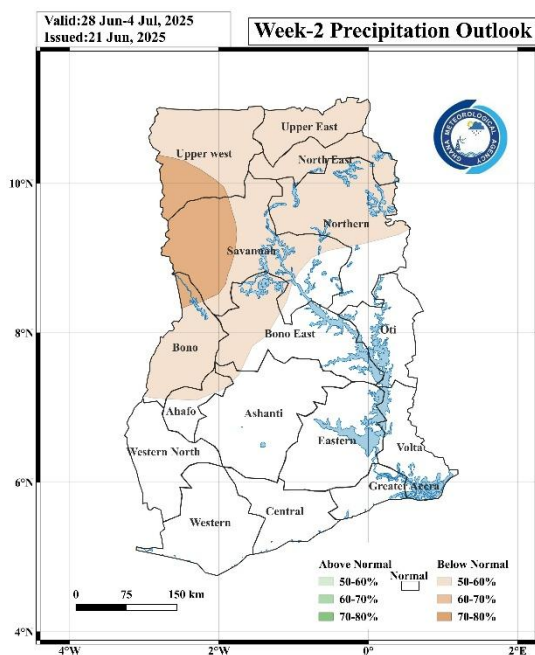 Valid:28 Jun-4 Jul, 2025
Issued:21 Jun, 2025
Week-2 Precipitation Outlook
GHANA METEOROLOGICAL AGENCY
Upper East
Upper west
North East
10°N
Northern
Savannah
8°N
Bono East
Oti
Bono
Ahafo
Ashanti
Eastern
Volta
Western North
6°N
Greater Accra
Central
Western
Above Normal
Normal
Below Normal
50-60%
50-60%
60-70%
60-70%
70-80%
70-80%
0 75 150 km
4°N
4°W
2°W
0°
2°E